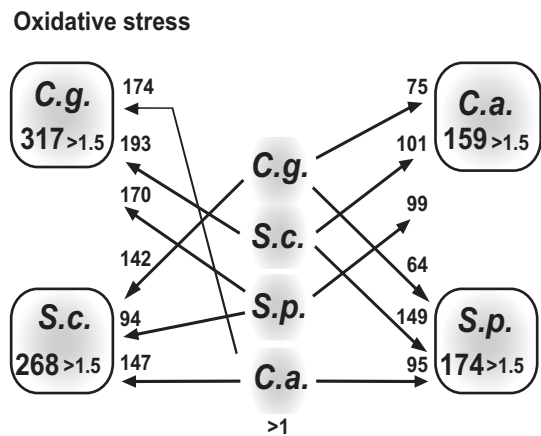 Oxidative stress
C.g.
317 >1.5
174
193
170
142
94
147
S.c.
268 >1.5
C.g.
S.c.
S.p.
C.a.
>1
75
101
99
64
149
95
C.a.
159 >1.5
S.p.
174 >1.5